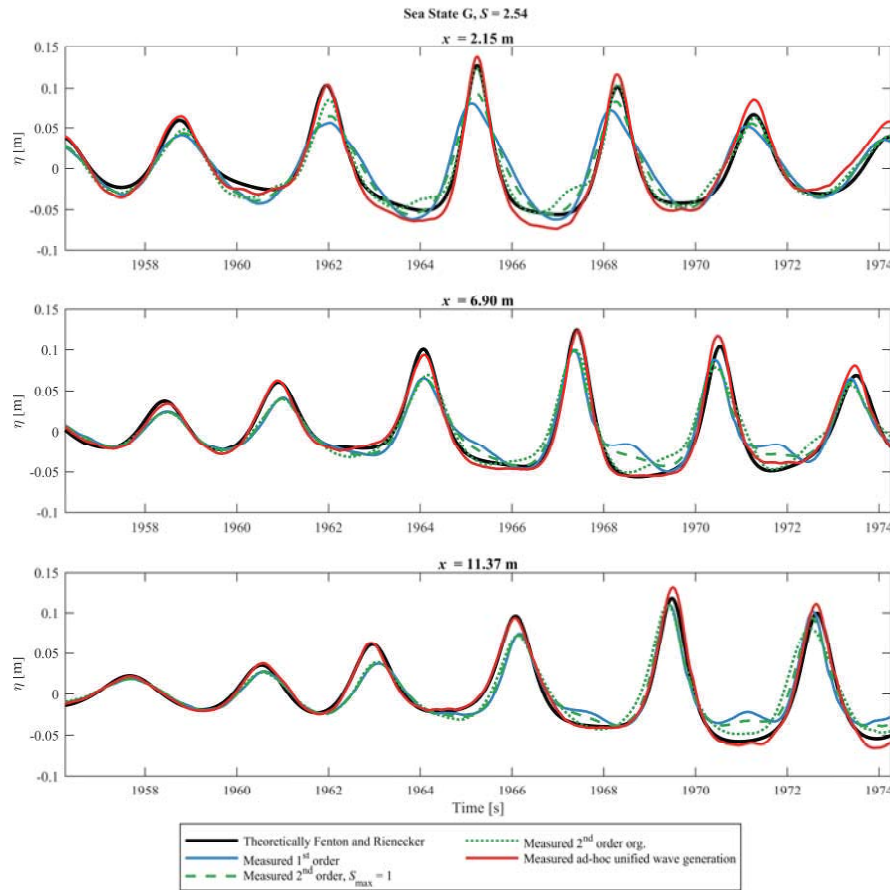 Sea State G, S = 2.54
x = 2.15 m
0.15
0.1
0.05
0
-0.05
-0.1
η [m]
1958 1960 1962 1964 1966 1968 1970 1972 1974
x = 6.90 m
0.15
0.1
0.05
0
-0.05
-0.1
η [m]
1958 1960 1962 1964 1966 1968 1970 1972 1974
x = 11.37 m
0.15
0.1
0.05
0
-0.05
-0.1
η [m]
1958 1960 1962 1964 1966 1968 1970 1972 1974
Time [s]
Theoretically Fenton and Rienecker
Measured 1st order
Measured 2nd order, Smax = 1
Measured 2nd order org.
Measured ad-hoc unified wave generation